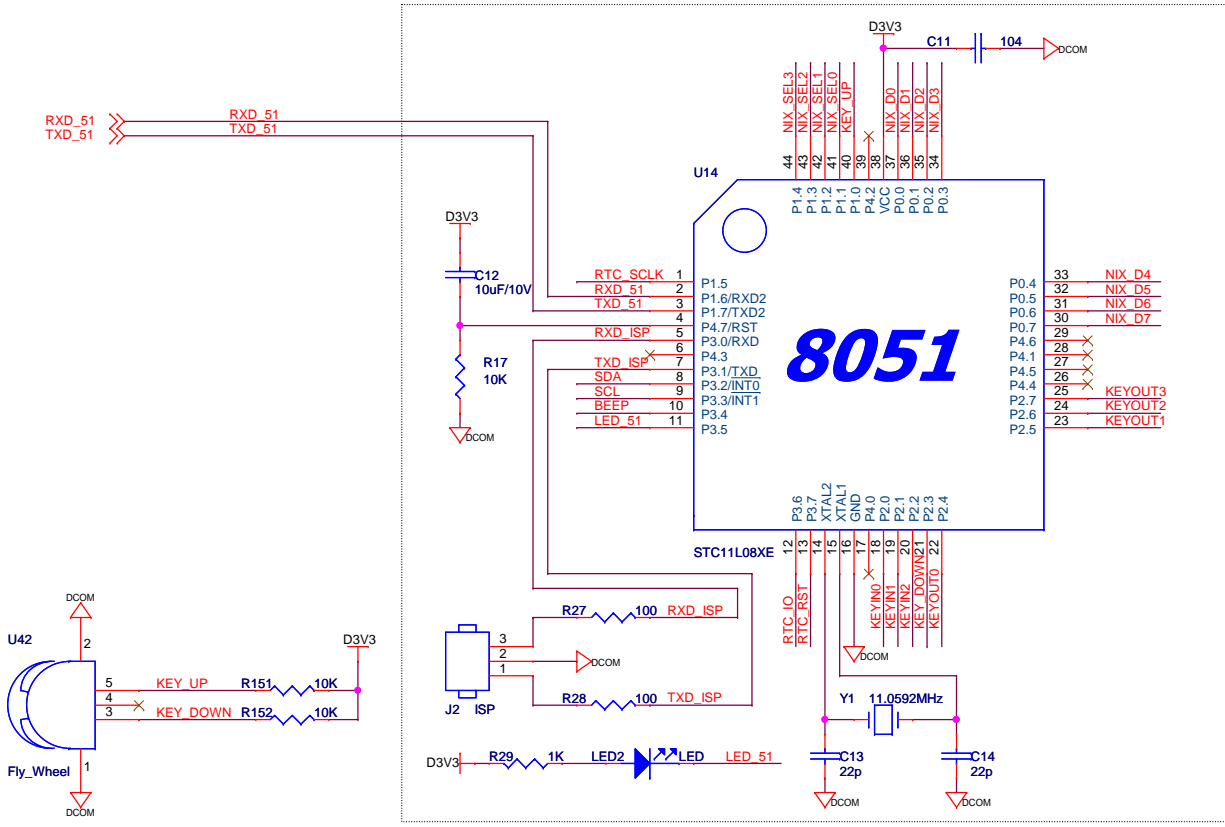 D3V3
C11 104
DCOM
NIX_SEL3
NIX_SEL2
NIX_SEL1
NIX_SEL0
KEY_UP
NIX_D0
NIX_D1
NIX_D2
NIX_D3
RXD_51 RXD_51
TXD_51 TXD_51
44 43 42 41 40 39 38 37 36 35 34
U14
P1.4
P1.3
P1.2
P1.1
P1.0
P4.2
VCC
P0.0
P0.1
P0.2
P0.3
D3V3
C12
10uF/10V
R17
10K
DCOM
RTC_SCLK 1 P1.5
RXD_51 2 P1.6/RXD2
TXD_51 3 P1.7/TXD2
4 P4.7/RST
RXD_ISP 5 P3.0/RXD
6 P4.3
TXD_ISP 7 P3.1/TXD
SDA 8 P3.2/INT0
SCL 9 P3.3/INT1
BEEP 10 P3.4
LED_51 11 P3.5
8051
P0.4 33 NIX_D4
P0.5 32 NIX_D5
P0.6 31 NIX_D6
P0.7 30 NIX_D7
P4.6 29
P4.1 28
P4.5 27
P4.4 26
P2.7 25 KEYOUT3
P2.6 24 KEYOUT2
P2.5 23 KEYOUT1
P3.6
P3.7
XTAL2
XTAL1
GND
P4.0
P2.0
P2.1
P2.2
P2.3
P2.4
STC11L08XE
12 13 14 15 16 17 18 19 20 21 22
RTC_IO
RTC_RST
KEYIN0
KEYIN1
KEYIN2
KEY_DOWN
KEYOUT0
DCOM
DCOM
U42
2
D3V3
5 KEY_UP R151 10K
4
3 KEY_DOWN R152 10K
1
Fly_Wheel
DCOM
R27 100 RXD_ISP
3
2 DCOM
1
R28 100 TXD_ISP
J2 ISP
Y1 11.0592MHz
D3V3 R29 1K LED2 LED LED_51
C13
22p
DCOM
C14
22p
DCOM